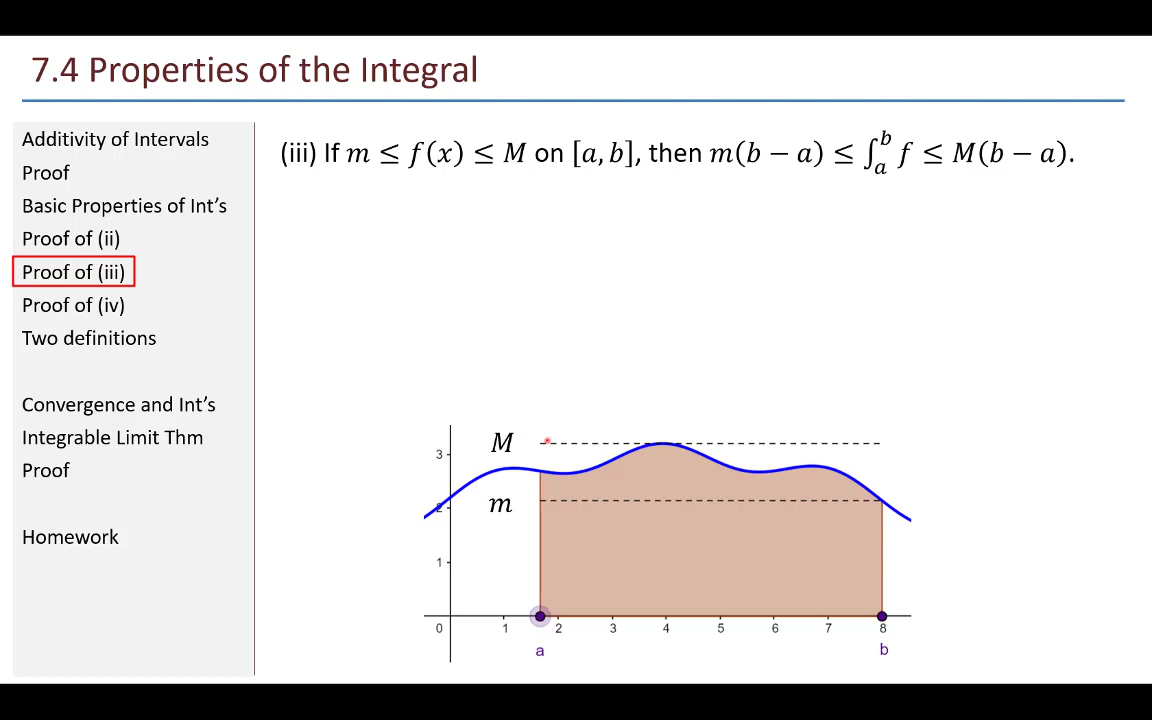 7.4 Properties of the Integral
Additivity of Intervals
Proof
Basic Properties of Int's
Proof of (ii)
Proof of (iii)
Proof of (iv)
Two definitions
Convergence and Int's
Integrable Limit Thm
Proof
Homework
(iii) If m ≤ f(x) ≤ M on [a, b], then m(b − a) ≤ ∫_a^b f ≤ M(b − a).
M
3
m
2
1
0 1 2 3 4 5 6 7 8
a b